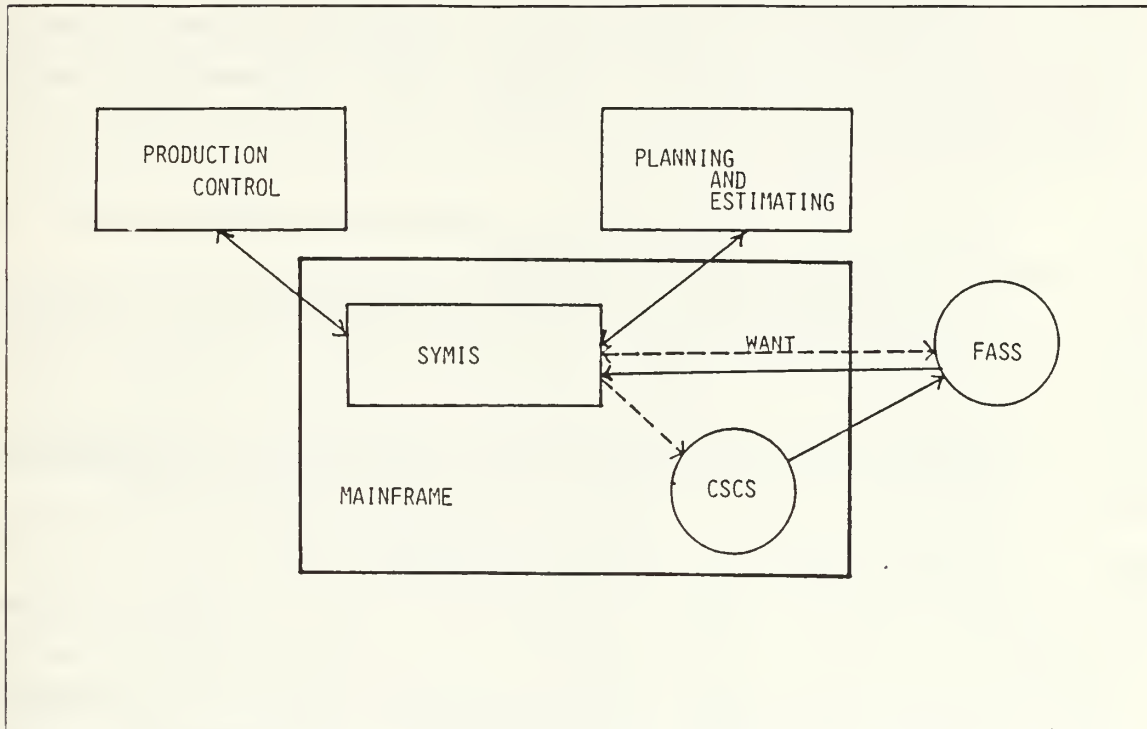 PRODUCTION
CONTROL
PLANNING
AND
ESTIMATING
SYMIS
WANT
FASS
CSCS
MAINFRAME